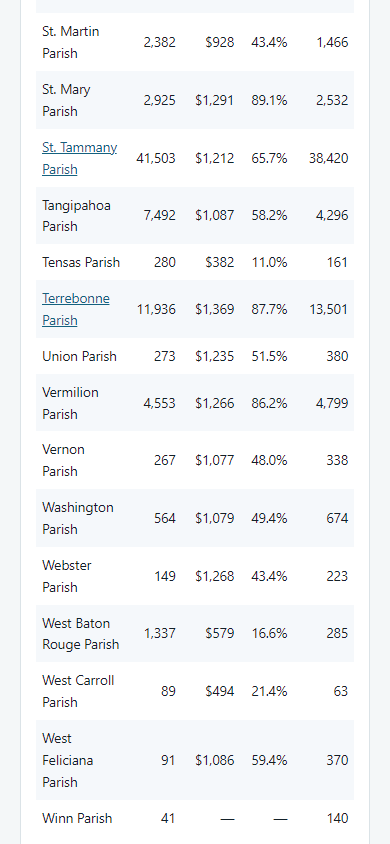 St. Martin
Parish 2,382 $928 43.4% 1,466
St. Mary
Parish 2,925 $1,291 89.1% 2,532
St. Tammany
Parish 41,503 $1,212 65.7% 38,420
Tangipahoa
Parish 7,492 $1,087 58.2% 4,296
Tensas Parish 280 $382 11.0% 161
Terrebonne
Parish 11,936 $1,369 87.7% 13,501
Union Parish 273 $1,235 51.5% 380
Vermilion
Parish 4,553 $1,266 86.2% 4,799
Vernon
Parish 267 $1,077 48.0% 338
Washington
Parish 564 $1,079 49.4% 674
Webster
Parish 149 $1,268 43.4% 223
West Baton
Rouge Parish 1,337 $579 16.6% 285
West Carroll
Parish 89 $494 21.4% 63
West
Feliciana 91 $1,086 59.4% 370
Parish
Winn Parish 41 — — 140